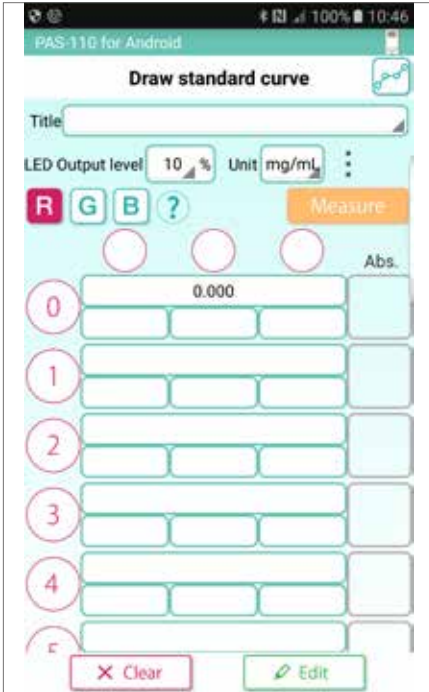 100% 10:46
PAS-110 for Android
Draw standard curve
Title
LED Output level 10 % Unit mg/mL
R G B ? Measure
Abs.
0 0.000
1
2
3
4
5
X Clear Edit